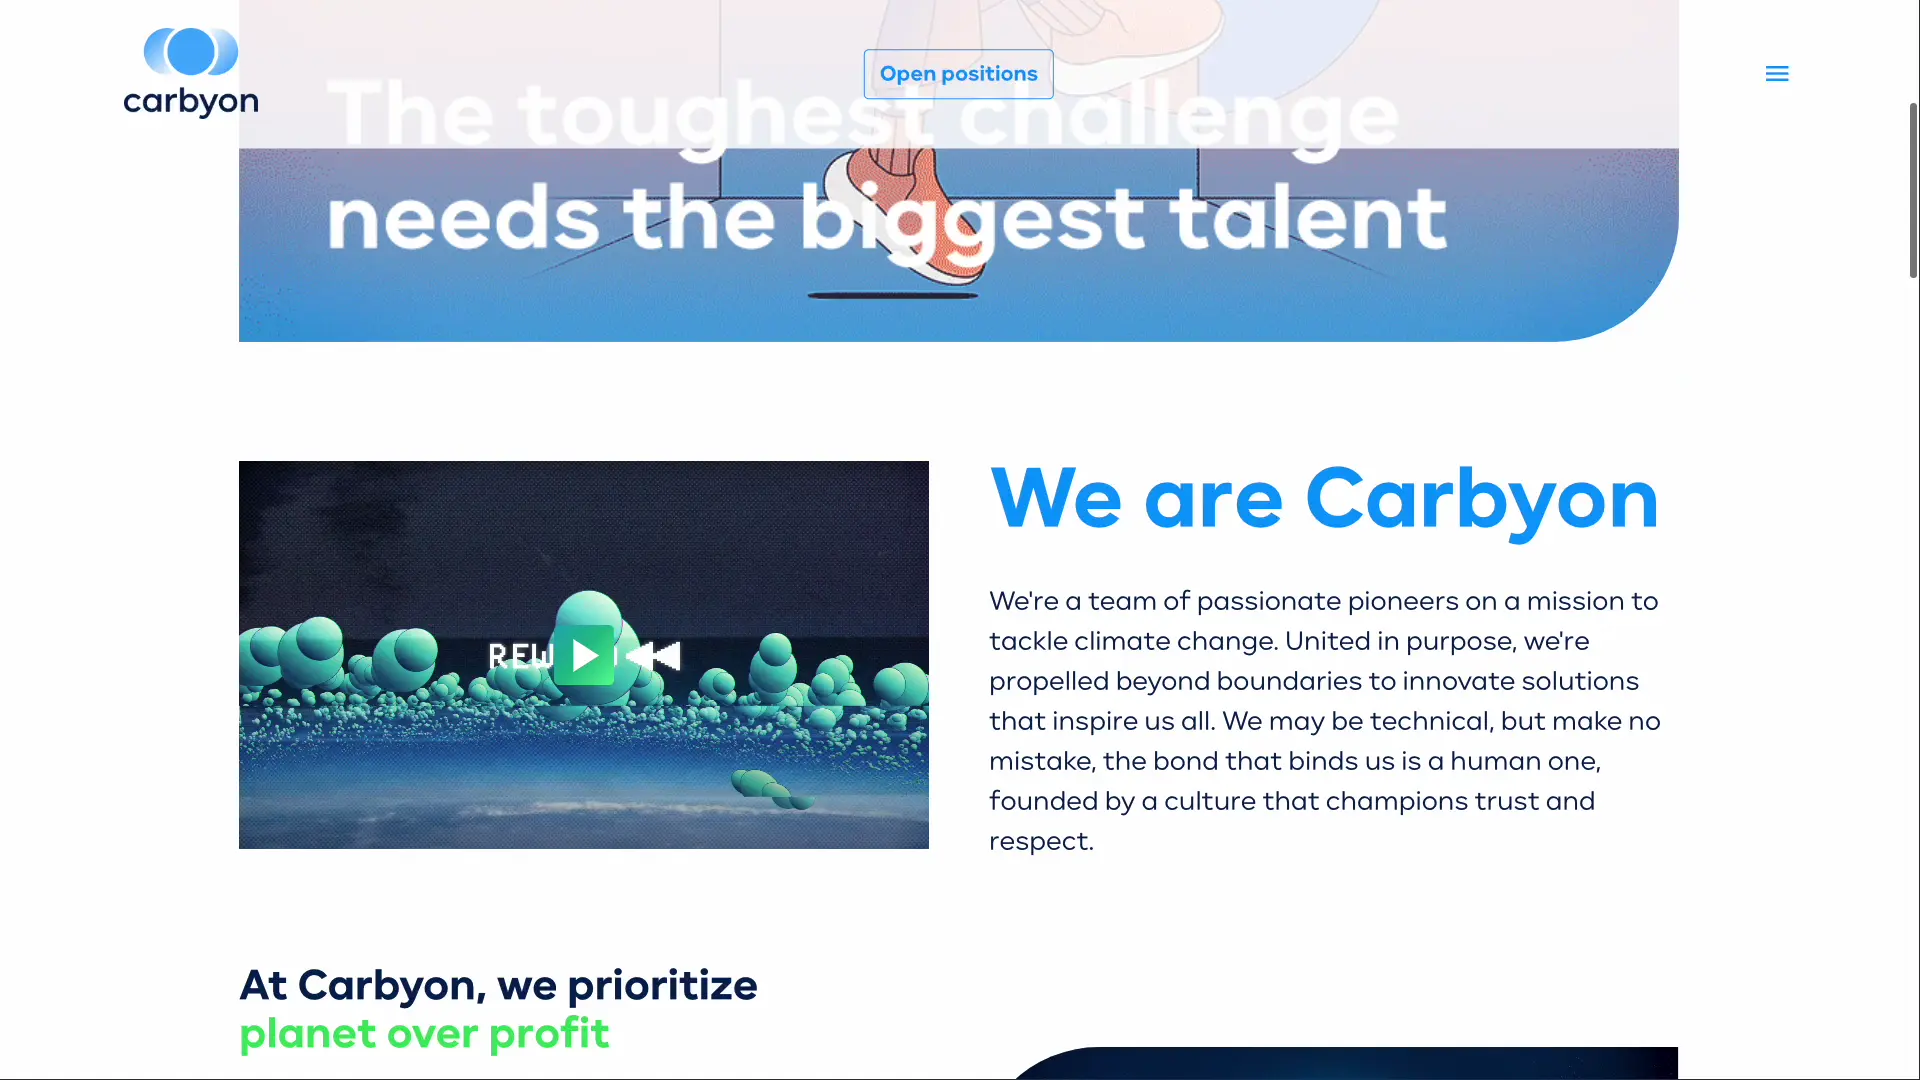 carbyon
Open positions
The toughest challenge
needs the biggest talent
REW
We are Carbyon
We're a team of passionate pioneers on a mission to
tackle climate change. United in purpose, we're
propelled beyond boundaries to innovate solutions
that inspire us all. We may be technical, but make no
mistake, the bond that binds us is a human one,
founded by a culture that champions trust and
respect.
At Carbyon, we prioritize
planet over profit